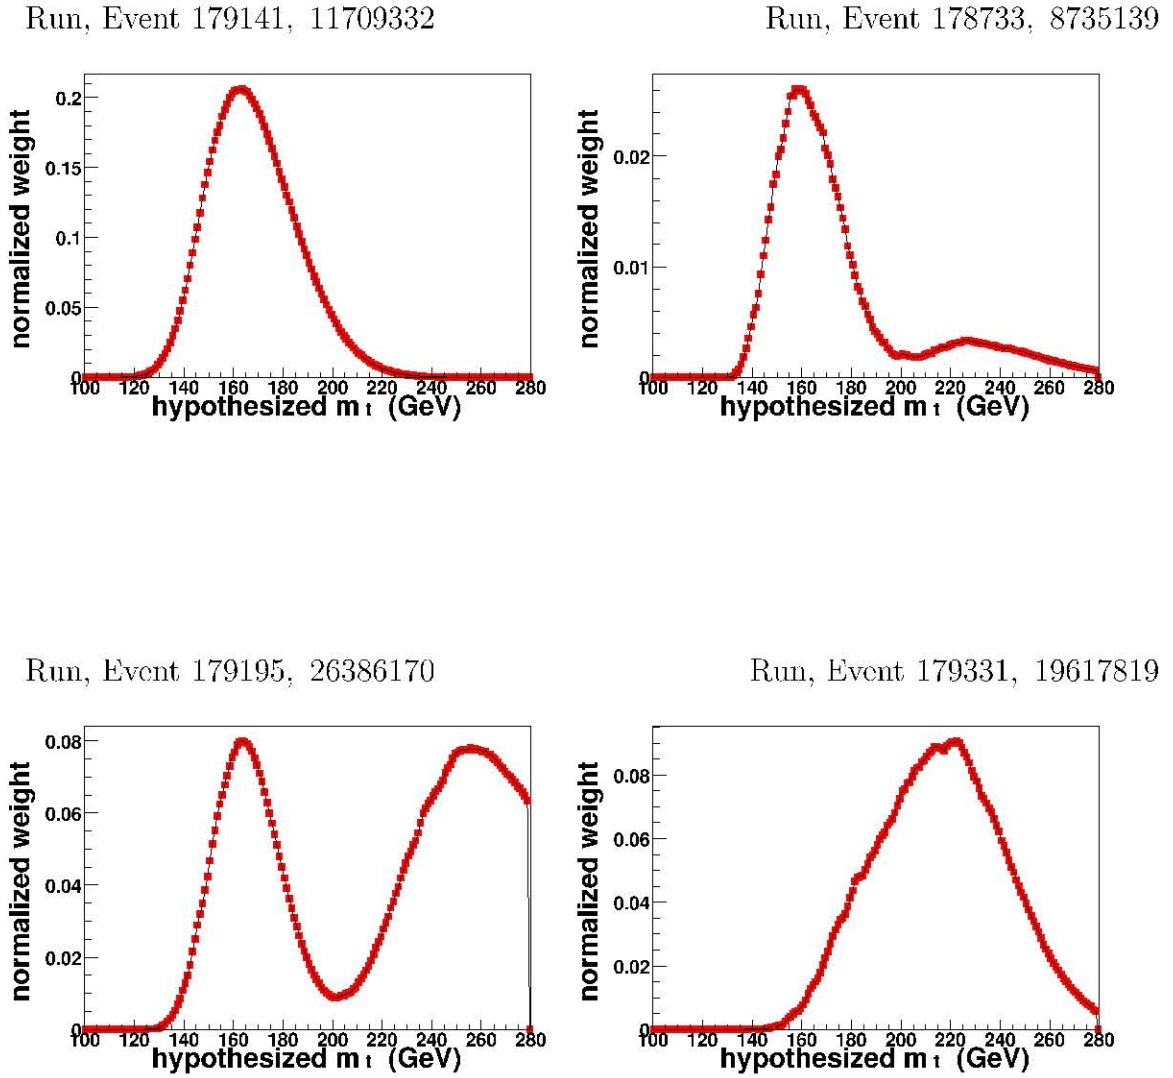 Run, Event 179141, 11709332
Run, Event 178733, 8735139
normalized weight
0.2
0.15
0.1
0.05
0
100 120 140 160 180 200 220 240 260 280
hypothesized m t (GeV)
normalized weight
0.02
0.01
0
100 120 140 160 180 200 220 240 260 280
hypothesized m t (GeV)
Run, Event 179195, 26386170
Run, Event 179331, 19617819
normalized weight
0.08
0.06
0.04
0.02
0
100 120 140 160 180 200 220 240 260 280
hypothesized m t (GeV)
normalized weight
0.08
0.06
0.04
0.02
0
100 120 140 160 180 200 220 240 260 280
hypothesized m t (GeV)